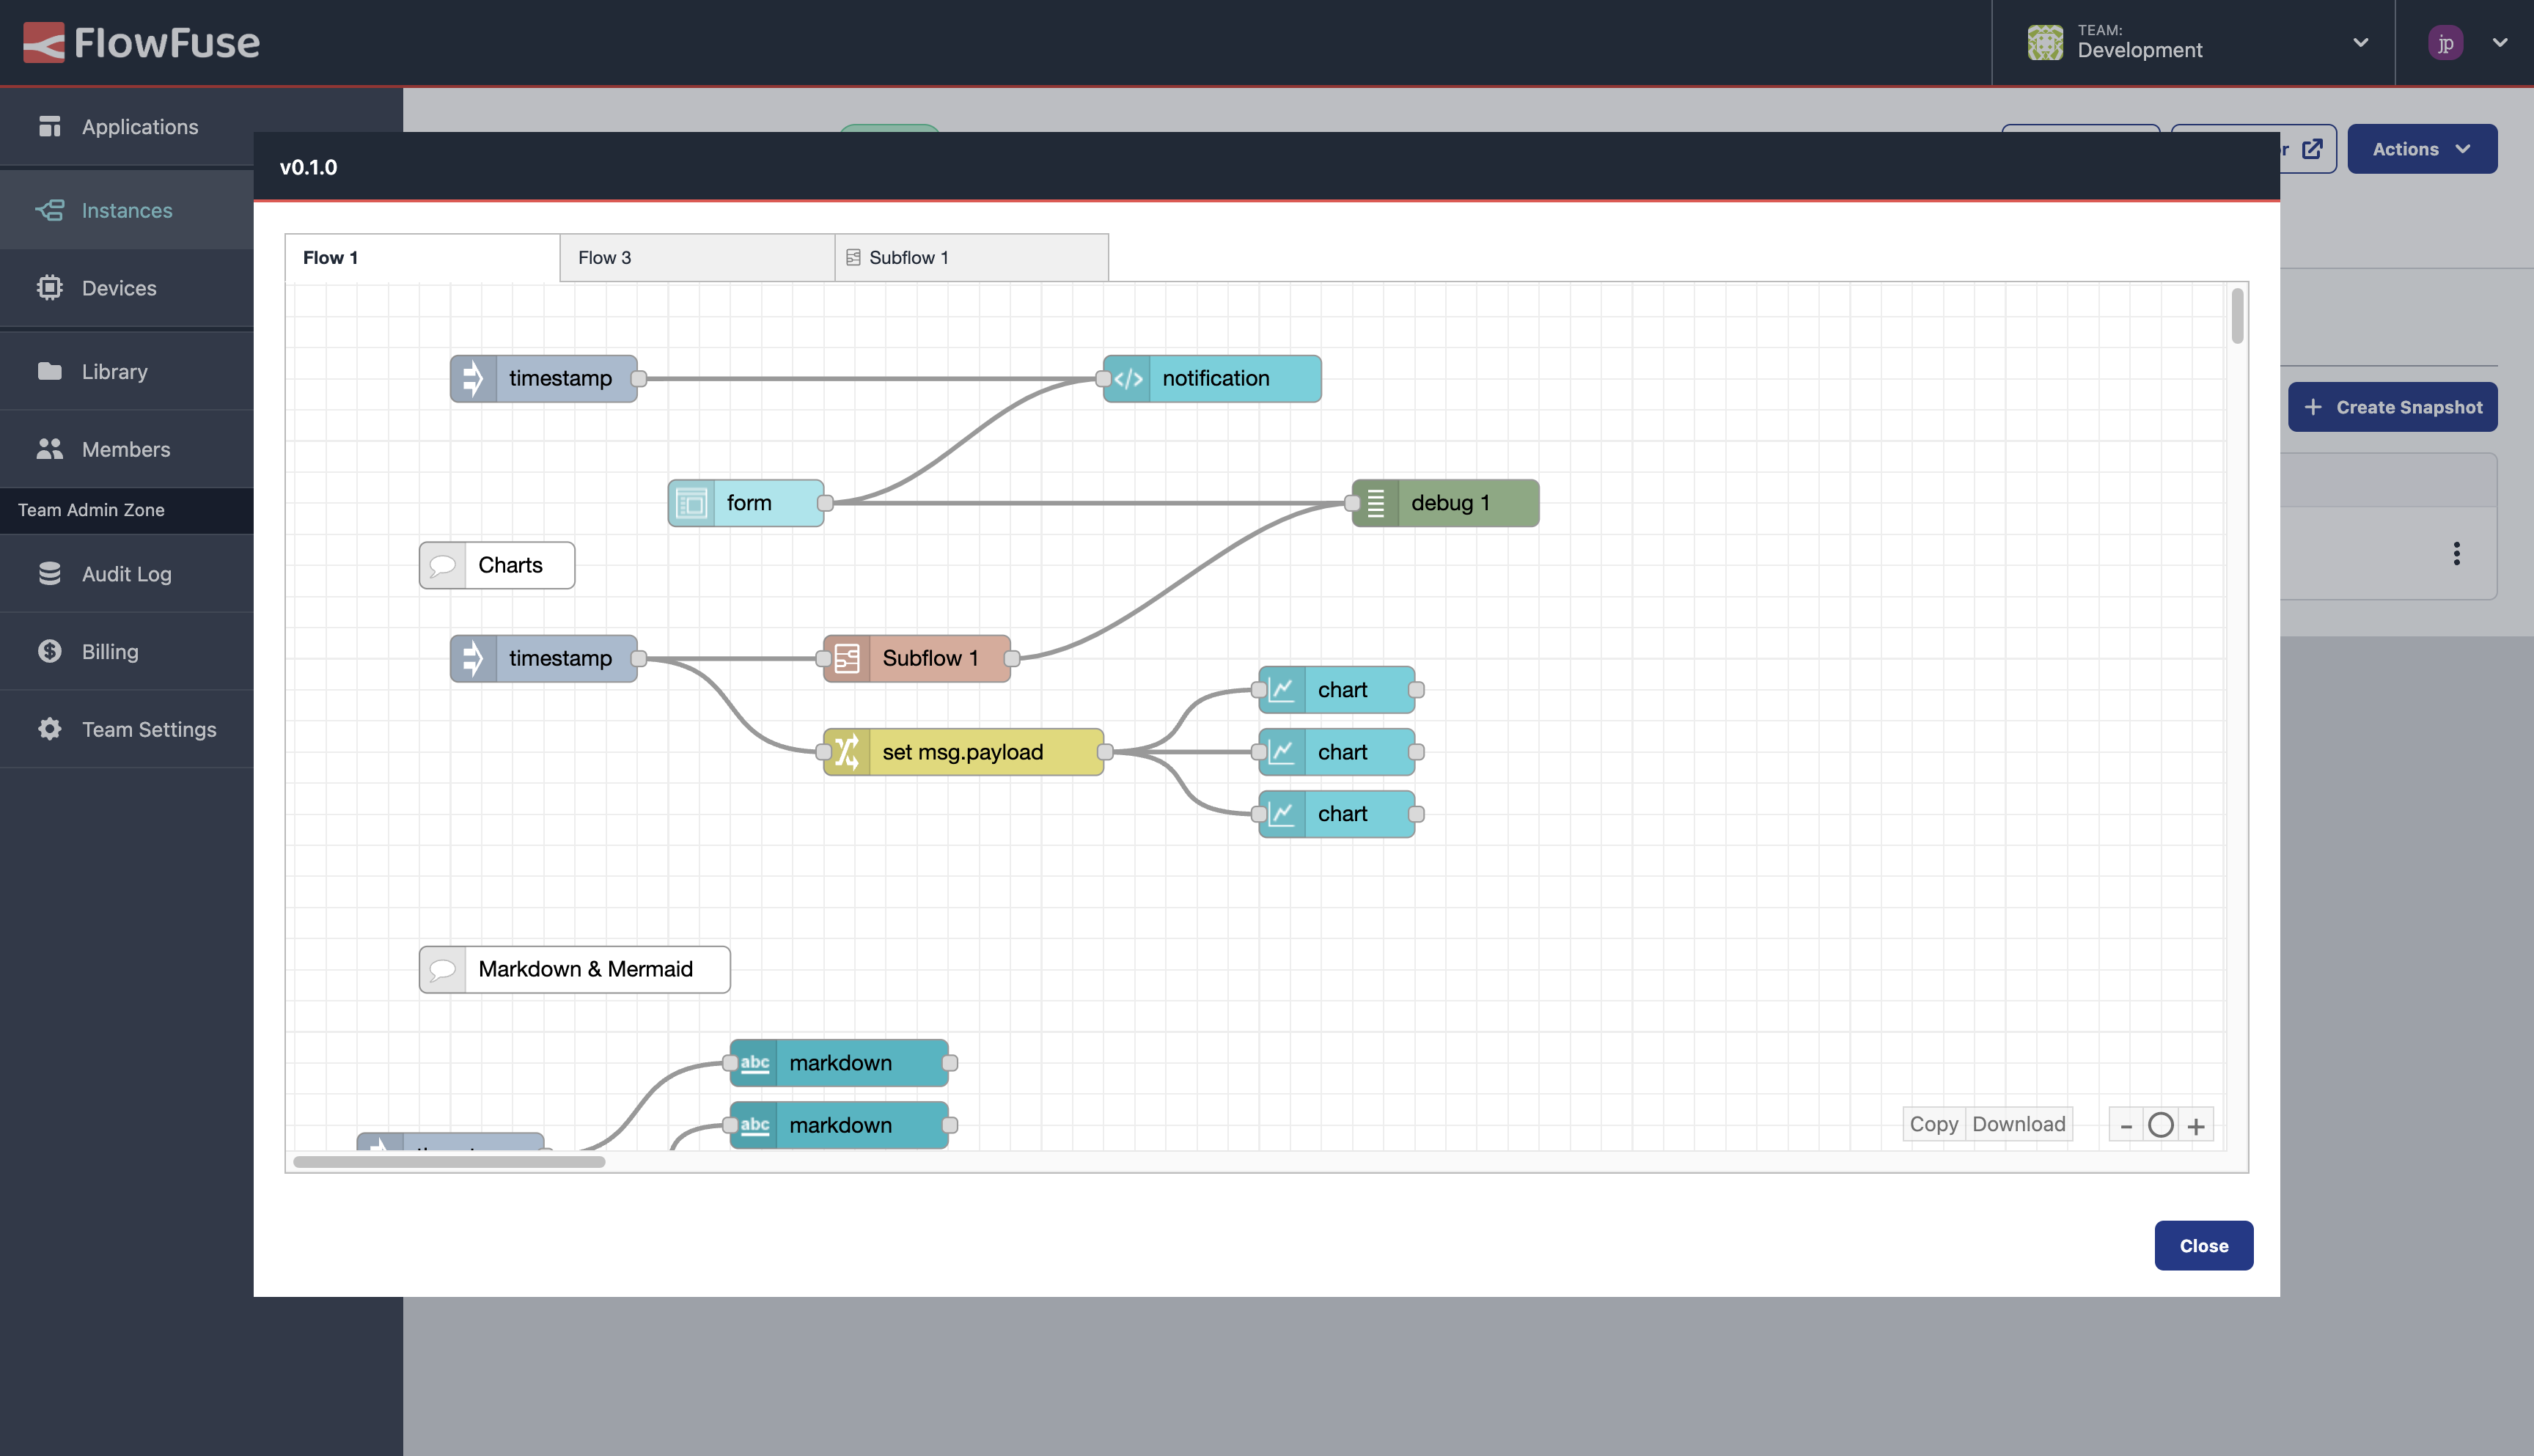 FlowFuse
TEAM:
Development
jp
Applications
Instances
Devices
Library
Members
Team Admin Zone
Audit Log
Billing
Team Settings
Actions
Create Snapshot
v0.1.0
Flow 1
Flow 3
Subflow 1
timestamp
</> notification
form
debug 1
Charts
timestamp
Subflow 1
chart
set msg.payload
chart
chart
Markdown & Mermaid
abc markdown
abc markdown
Copy
Download
- +
Close